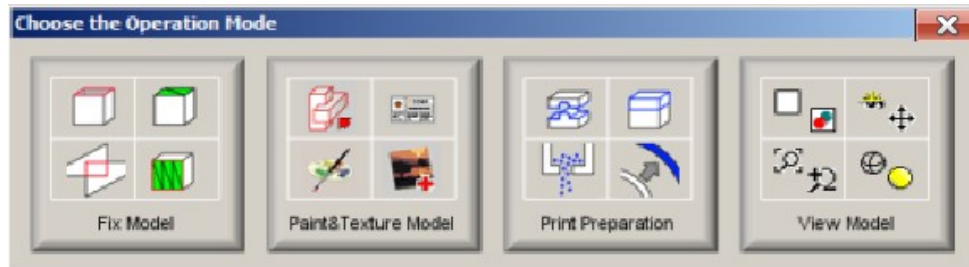 Choose the Operation Mode
Fix Model
Paint&Texture Model
Print Preparation
View Model